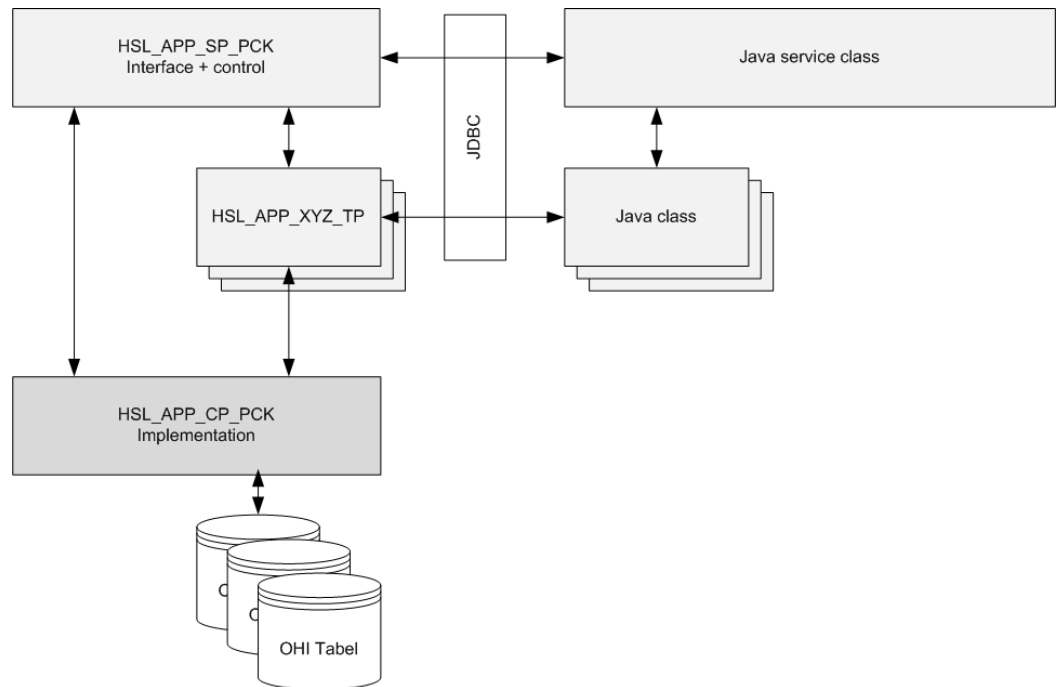 HSL_APP_SP_PCK
Interface + control
JDBC
Java service class
HSL_APP_XYZ_TP
Java class
HSL_APP_CP_PCK
Implementation
O
O
OHI Tabel